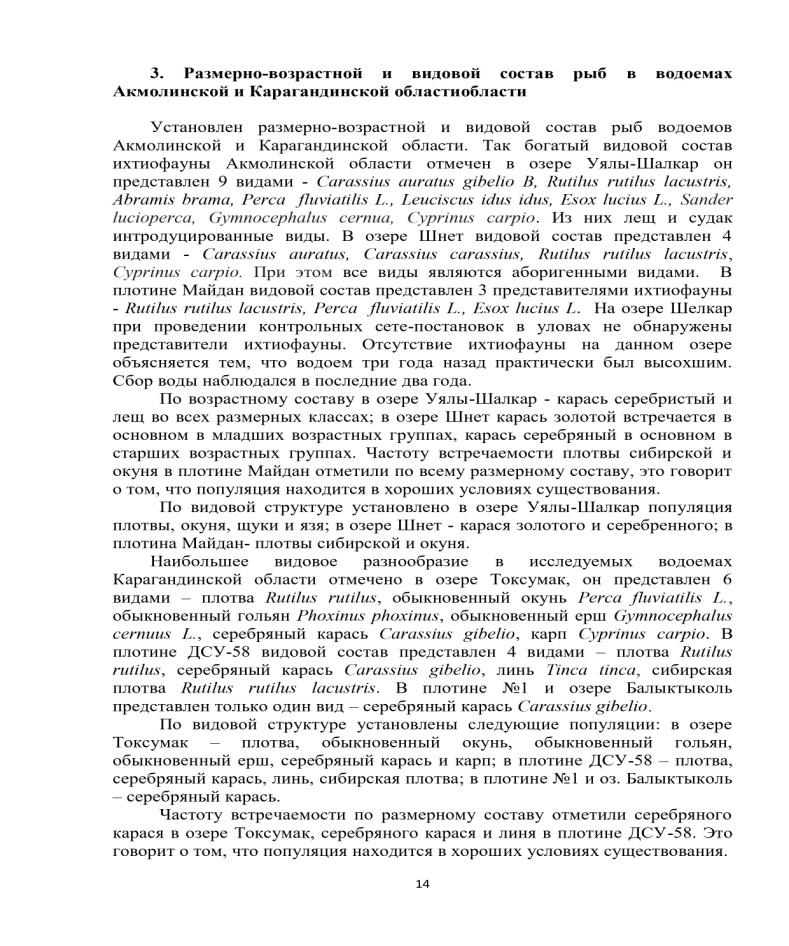 3. Размерно-возрастной и видовой состав рыб в водоемах
Акмолинской и Карагандинской областиобласти
Установлен размерно-возрастной и видовой состав рыб водоемов
Акмолинской и Карагандинской области. Так богатый видовой состав
ихтиофауны Акмолинской области отмечен в озере Уялы-Шалкар он
представлен 9 видами - Carassius auratus gibelio B, Rutilus rutilus lacustris,
Abramis brama, Perca fluviatilis L., Leuciscus idus idus, Esox lucius L., Sander
lucioperca, Gymnocephalus cernua, Cyprinus carpio. Из них лещ и судак
интродуцированные виды. В озере Шнет видовой состав представлен 4
видами - Carassius auratus, Carassius carassius, Rutilus rutilus lacustris,
Cyprinus carpio. При этом все виды являются аборигенными видами. В
плотине Майдан видовой состав представлен 3 представителями ихтиофауны
- Rutilus rutilus lacustris, Perca fluviatilis L., Esox lucius L. На озере Шелкар
при проведении контрольных сете-постановок в уловах не обнаружены
представители ихтиофауны. Отсутствие ихтиофауны на данном озере
объясняется тем, что водоем три года назад практически был высохшим.
Сбор воды наблюдался в последние два года.
По возрастному составу в озере Уялы-Шалкар - карась серебристый и
лещ во всех размерных классах; в озере Шнет карась золотой встречается в
основном в младших возрастных группах, карась серебряный в основном в
старших возрастных группах. Частоту встречаемости плотвы сибирской и
окуня в плотине Майдан отметили по всему размерному составу, это говорит
о том, что популяция находится в хороших условиях существования.
По видовой структуре установлено в озере Уялы-Шалкар популяция
плотвы, окуня, щуки и язя; в озере Шнет - карася золотого и серебренного; в
плотина Майдан- плотвы сибирской и окуня.
Наибольшее видовое разнообразие в исследуемых водоемах
Карагандинской области отмечено в озере Токсумак, он представлен 6
видами – плотва Rutilus rutilus, обыкновенный окунь Perca fluviatilis L.,
обыкновенный гольян Phoxinus phoxinus, обыкновенный ерш Gymnocephalus
cernuus L., серебряный карась Carassius gibelio, карп Cyprinus carpio. В
плотине ДСУ-58 видовой состав представлен 4 видами – плотва Rutilus
rutilus, серебряный карась Carassius gibelio, линь Tinca tinca, сибирская
плотва Rutilus rutilus lacustris. В плотине №1 и озере Балыктыколь
представлен только один вид – серебряный карась Carassius gibelio.
По видовой структуре установлены следующие популяции: в озере
Токсумак – плотва, обыкновенный окунь, обыкновенный гольян,
обыкновенный ерш, серебряный карась и карп; в плотине ДСУ-58 – плотва,
серебряный карась, линь, сибирская плотва; в плотине №1 и оз. Балыктыколь
– серебряный карась.
Частоту встречаемости по размерному составу отметили серебряного
карася в озере Токсумак, серебряного карася и линя в плотине ДСУ-58. Это
говорит о том, что популяция находится в хороших условиях существования.
14